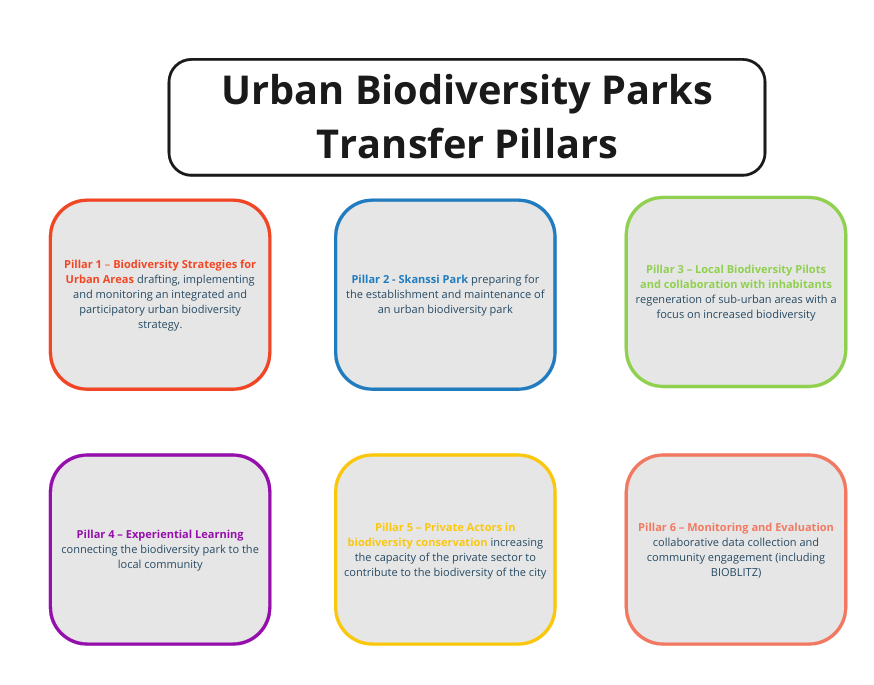 Urban Biodiversity Parks
Transfer Pillars
Pillar 1 – Biodiversity Strategies for
Urban Areas drafting, implementing
and monitoring an integrated and
participatory urban biodiversity
strategy.
Pillar 2 - Skanssi Park preparing for
the establishment and maintenance of
an urban biodiversity park
Pillar 3 – Local Biodiversity Pilots
and collaboration with inhabitants
regeneration of sub-urban areas with a
focus on increased biodiversity
Pillar 4 – Experiential Learning
connecting the biodiversity park to the
local community
Pillar 5 – Private Actors in
biodiversity conservation increasing
the capacity of the private sector to
contribute to the biodiversity of the city
Pillar 6 – Monitoring and Evaluation
collaborative data collection and
community engagement (including
BIOBLITZ)